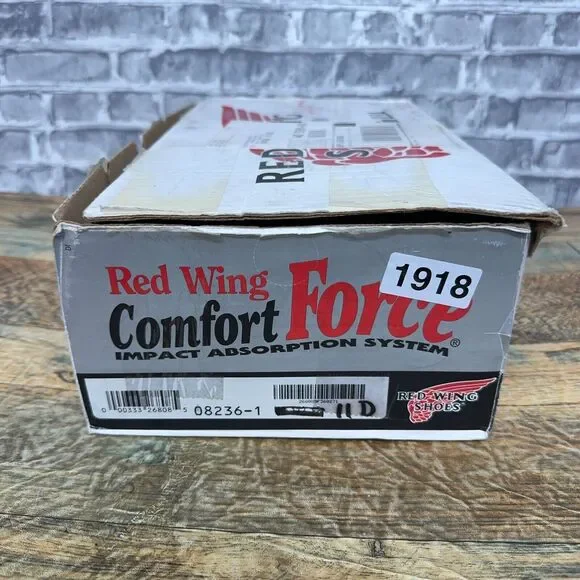 RED
S
Red Wing
Comfort Force
1918
IMPACT ABSORPTION SYSTEM®
0 00333 26808 5
08236-1
11 D
RED WING
SHOES